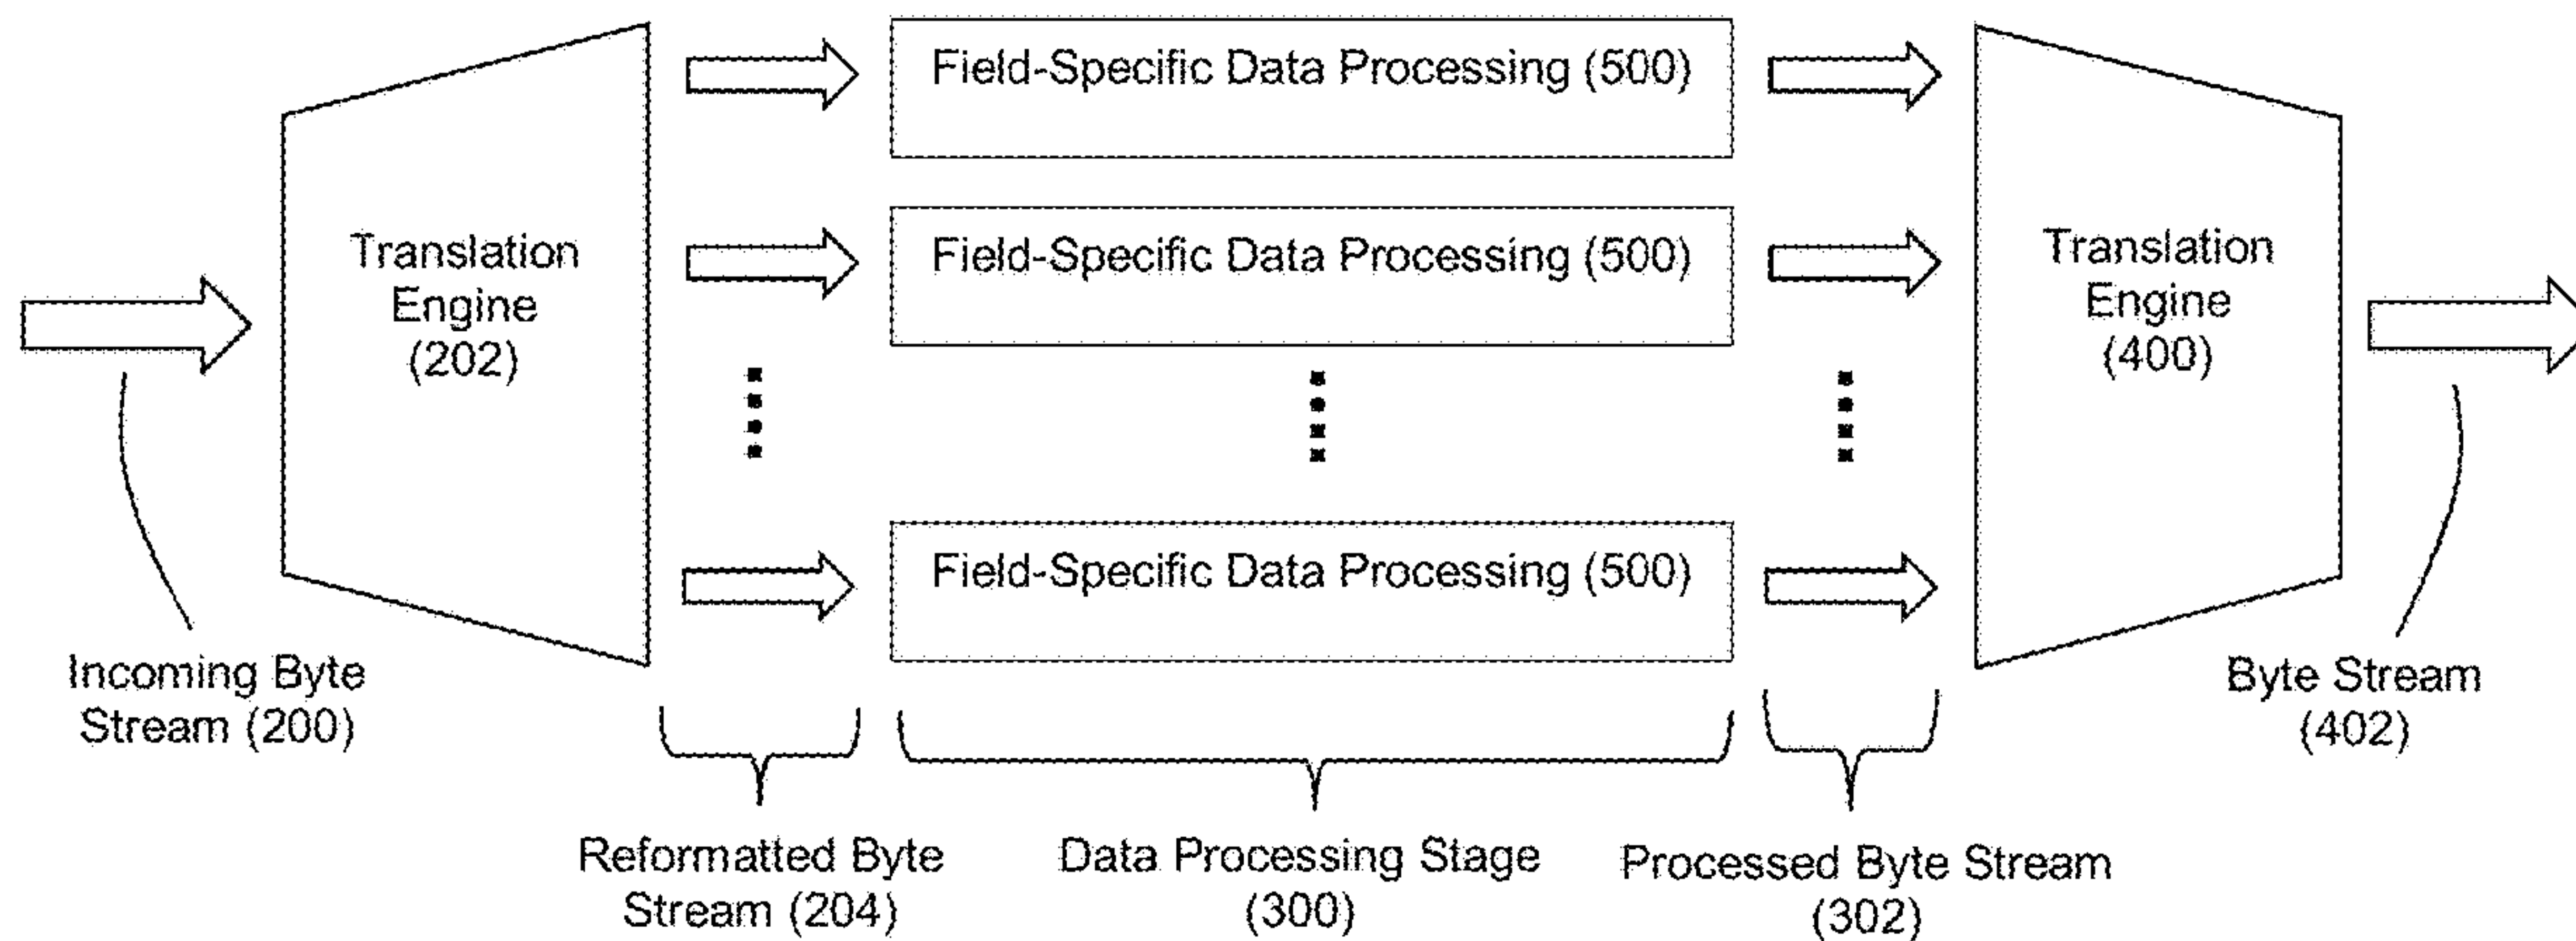 Field-Specific Data Processing (500)
Field-Specific Data Processing (500)
Translation
Engine
(202)
Translation
Engine
(400)
Field-Specific Data Processing (500)
Incoming Byte
Stream (200)
Byte Stream
(402)
Reformatted Byte
Stream (204)
Data Processing Stage
(300)
Processed Byte Stream
(302)